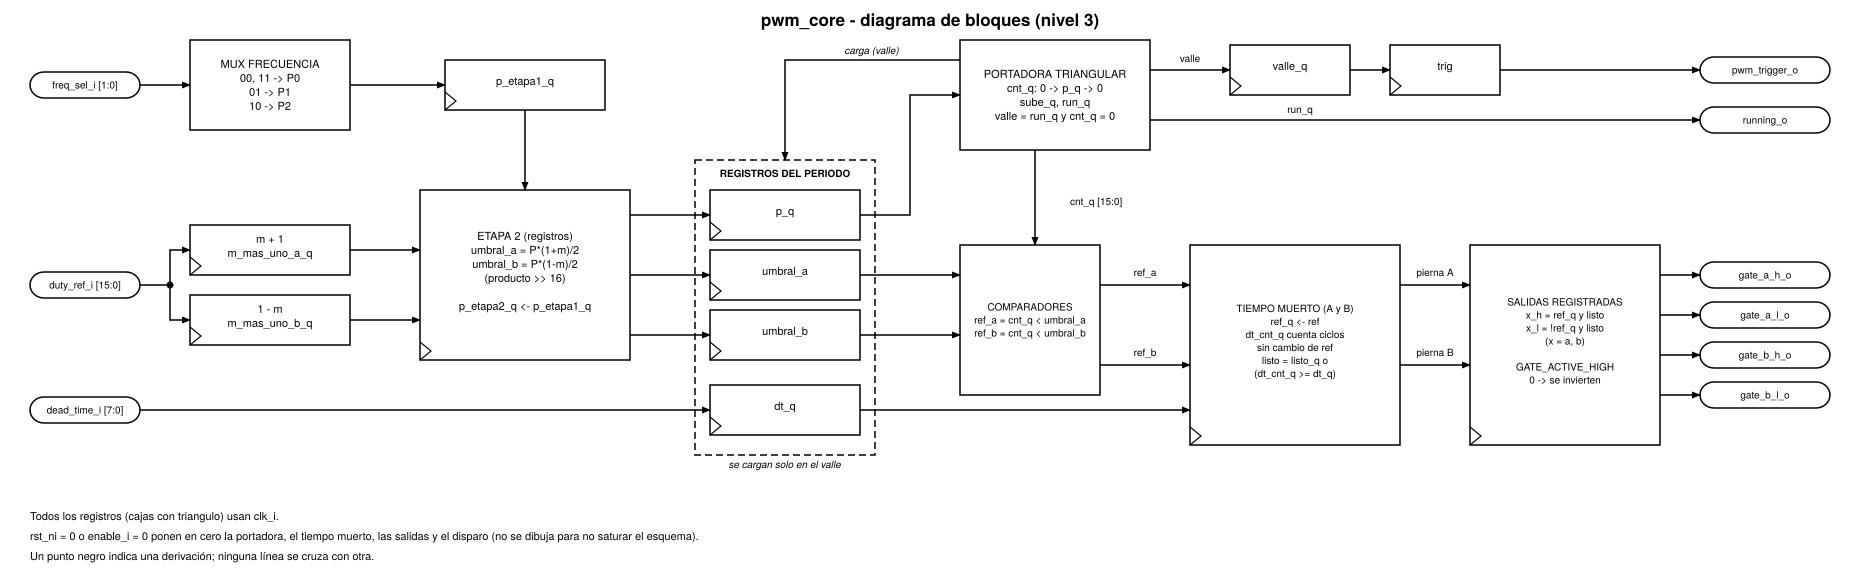 pwm_core - diagrama de bloques (nivel 3)
freq_sel_i [1:0]
MUX FRECUENCIA
00, 11 -> P0
01 -> P1
10 -> P2
p_etapa1_q
carga (valle)
PORTADORA TRIANGULAR
cnt_q: 0 -> p_q -> 0
sube_q, run_q
valle = run_q y cnt_q = 0
valle
valle_q
trig
pwm_trigger_o
run_q
running_o
duty_ref_i [15:0]
m + 1
m_mas_uno_a_q
1 - m
m_mas_uno_b_q
ETAPA 2 (registros)
umbral_a = P*(1+m)/2
umbral_b = P*(1-m)/2
(producto >> 16)
p_etapa2_q <- p_etapa1_q
REGISTROS DEL PERIODO
p_q
umbral_a
umbral_b
dt_q
se cargan solo en el valle
dead_time_i [7:0]
cnt_q [15:0]
COMPARADORES
ref_a = cnt_q < umbral_a
ref_b = cnt_q < umbral_b
ref_a
ref_b
TIEMPO MUERTO (A y B)
ref_q <- ref
dt_cnt_q cuenta ciclos
sin cambio de ref
listo = listo_q o
(dt_cnt_q >= dt_q)
pierna A
pierna B
SALIDAS REGISTRADAS
x_h = ref_q y listo
x_l = !ref_q y listo
(x = a, b)
GATE_ACTIVE_HIGH
0 -> se invierten
gate_a_h_o
gate_a_l_o
gate_b_h_o
gate_b_l_o
Todos los registros (cajas con triangulo) usan clk_i.
rst_ni = 0 o enable_i = 0 ponen en cero la portadora, el tiempo muerto, las salidas y el disparo (no se dibuja para no saturar el esquema).
Un punto negro indica una derivación; ninguna línea se cruza con otra.